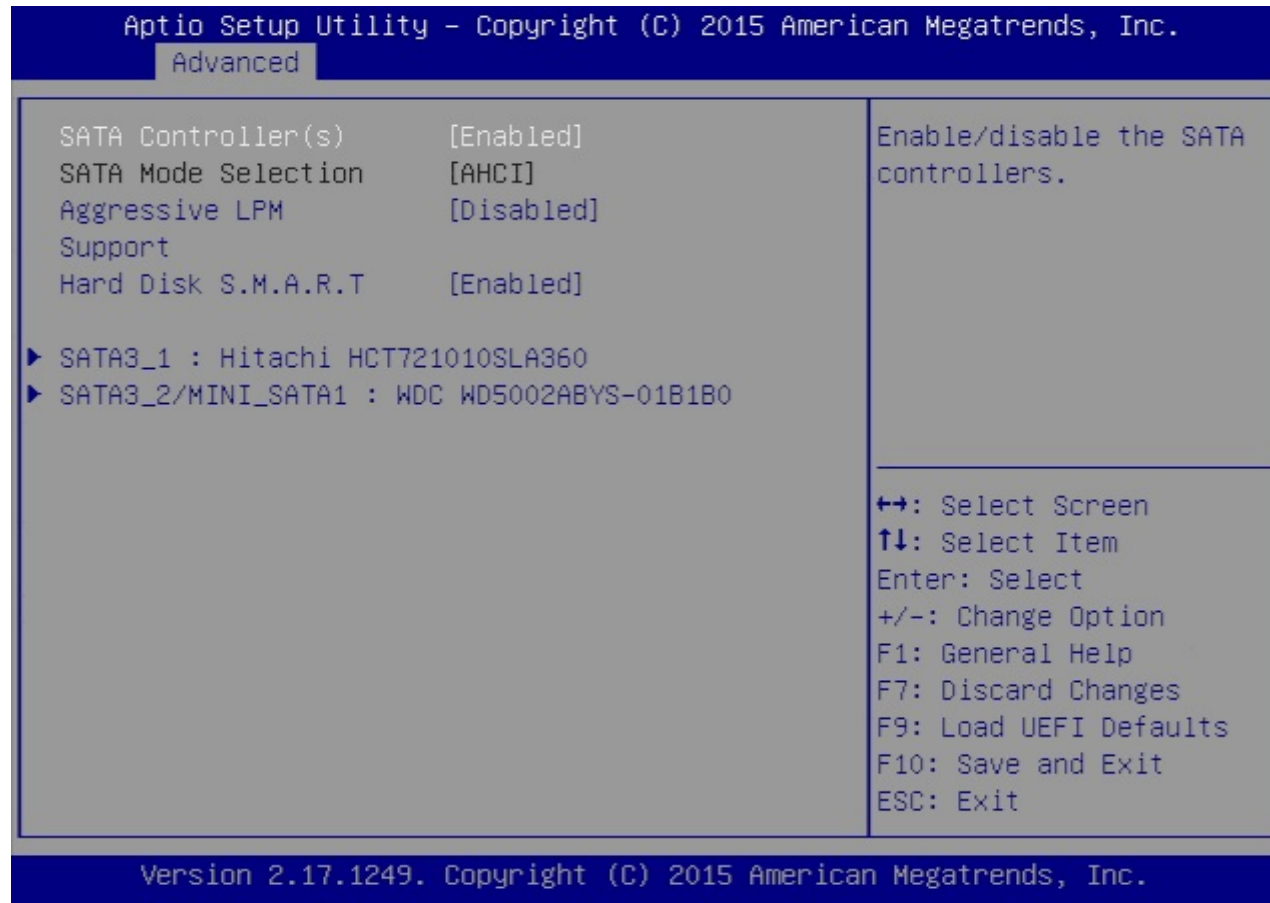 Aptio Setup Utility – Copyright (C) 2015 American Megatrends, Inc.
Advanced
SATA Controller(s) [Enabled]
SATA Mode Selection [AHCI]
Aggressive LPM [Disabled]
Support
Hard Disk S.M.A.R.T [Enabled]
▶ SATA3_1 : Hitachi HCT721010SLA360
▶ SATA3_2/MINI_SATA1 : WDC WD5002ABYS-01B1B0
Enable/disable the SATA
controllers.
↔: Select Screen
↑↓: Select Item
Enter: Select
+/-: Change Option
F1: General Help
F7: Discard Changes
F9: Load UEFI Defaults
F10: Save and Exit
ESC: Exit
Version 2.17.1249. Copyright (C) 2015 American Megatrends, Inc.